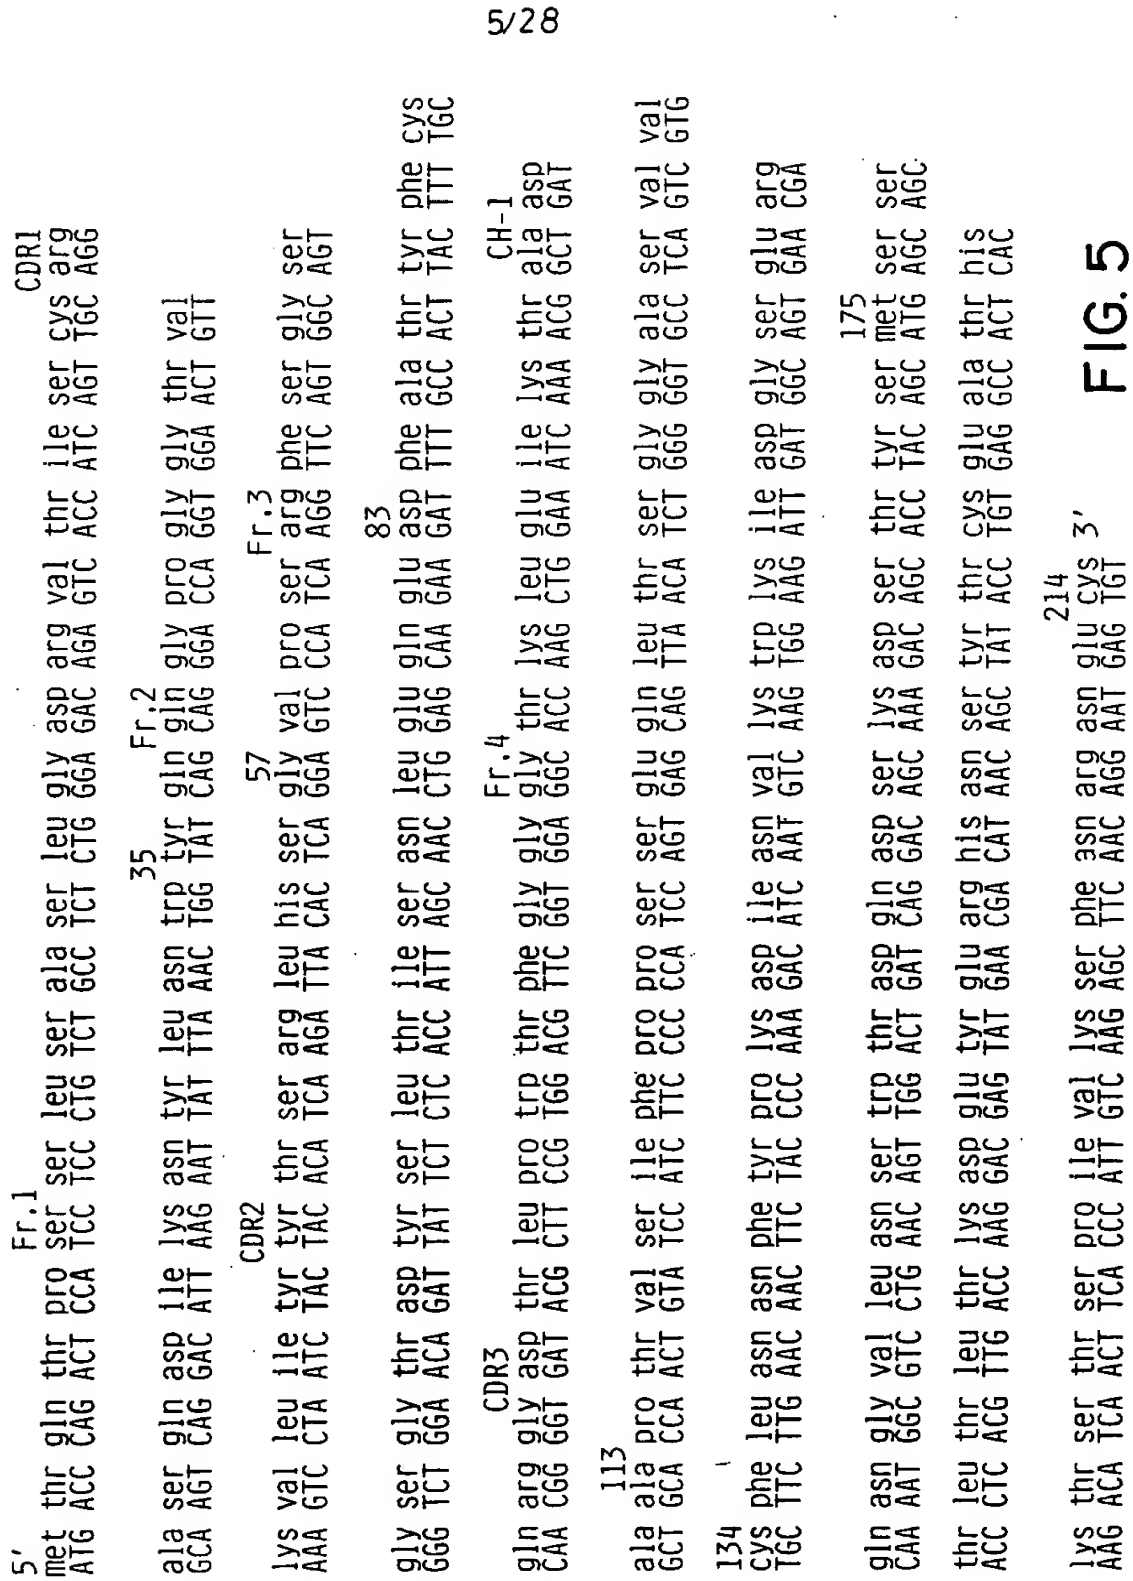 5/28
5'
Fr.1 CDR1
met thr gln thr pro ser ser leu ser ala ser leu gly asp arg val thr ile ser cys arg
ATG ACC CAG ACT CCA TCC TCC CTG TCT GCC TCT CTG GGA GAC AGA GTC ACC ATC AGT TGC AGG
35 Fr.2
ala ser gln asp ile lys asn tyr leu asn trp tyr gln gln gly pro gly gly thr val
GCA AGT CAG GAC ATT AAG AAT TAT TTA AAC TGG TAT CAG CAG GGA CCA GGT GGA ACT GTT
CDR2 57 Fr.3
lys val leu ile tyr tyr thr ser arg leu his ser gly val pro ser arg phe ser gly ser
AAA GTC CTA ATC TAC TAC ACA TCA AGA TTA CAC TCA GGA GTC CCA TCA AGG TTC AGT GGC AGT
83
gly ser gly thr asp tyr ser leu thr ile ser asn leu glu gln glu asp phe ala thr tyr phe cys
GGG TCT GGA ACA GAT TAT TCT CTC ACC ATT AGC AAC CTG GAG CAA GAA GAT TTT GCC ACT TAC TTT TGC
CDR3 Fr.4 CH-1
gln arg gly asp thr leu pro trp thr phe gly gly gly thr lys leu glu ile lys thr ala asp
CAA CGG GGT GAT ACG CTT CCG TGG ACG TTC GGT GGA GGC ACC AAG CTG GAA ATC AAA ACG GCT GAT
113
ala ala pro thr val ser ile phe pro pro ser ser glu gln leu thr ser gly gly ala ser val val
GCT GCA CCA ACT GTA TCC ATC TTC CCC CCA TCC AGT GAG CAG TTA ACA TCT GGG GGT GCC TCA GTC GTG
134
cys phe leu asn asn phe tyr pro lys asp ile asn val lys trp lys ile asp gly ser glu arg
TGC TTC TTG AAC AAC TTC TAC CCC AAA GAC ATC AAT GTC AAG TGG AAG ATT GAT GGC AGT GAA CGA
175
gln asn gly val leu asn ser trp thr asp gln asp ser lys asp ser thr tyr ser met ser ser
CAA AAT GGC GTC CTG AAC AGT TGG ACT GAT CAG GAC AGC AAA GAC AGC ACC TAC AGC ATG AGC AGC
thr leu thr leu thr lys asp glu tyr glu arg his asn ser tyr thr cys glu ala thr his
ACC CTC ACG TTG ACC AAG GAC GAG TAT GAA CGA CAT AAC AGC TAT ACC TGT GAG GCC ACT CAC
214
lys thr ser thr ser pro ile val lys ser phe asn arg asn glu cys 3'
AAG ACA TCA ACT TCA CCC ATT GTC AAG AGC TTC AAC AGG AAT GAG TGT
FIG. 5